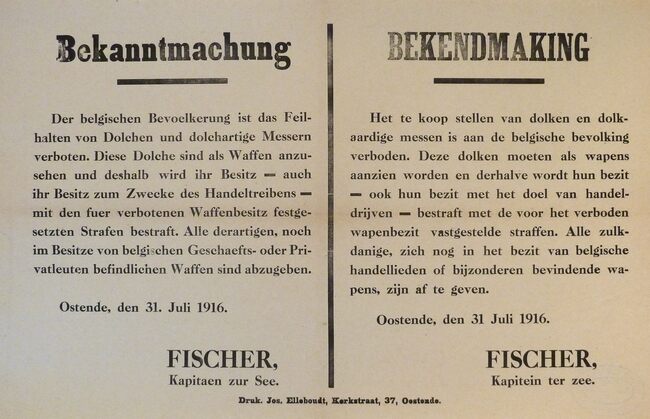 Bekanntmachung
Der belgischen Bevoelkerung ist das Feil-
halten von Dolchen und dolchartige Messern
verboten. Diese Dolche sind als Waffen anzu-
sehen und deshalb wird ihr Besitz — auch
ihr Besitz zum Zwecke des Handeltreibens —
mit den fuer verbotenen Waffenbesitz festge-
setzten Strafen bestraft. Alle derartigen, noch
im Besitze von belgischen Geschaefts- oder Pri-
vatleuten befindlichen Waffen sind abzugeben.
Ostende, den 31. Juli 1916.
FISCHER,
Kapitaen zur See.
BEKENDMAKING
Het te koop stellen van dolken en dolk-
aardige messen is aan de belgische bevolking
verboden. Deze dolken moeten als wapens
aanzien worden en derhalve wordt hun bezit
— ook hun bezit met het doel van handel-
drijven — bestraft met de voor het verboden
wapenbezit vastgestelde straffen. Alle zulk-
danige, zich nog in het bezit van belgische
handellieden of bijzonderen bevindende wa-
pens, zijn af te geven.
Oostende, den 31 Juli 1916.
FISCHER,
Kapitein ter zee.
Druk. Jos. Elleboudt, Kerkstraat, 37, Oostende.